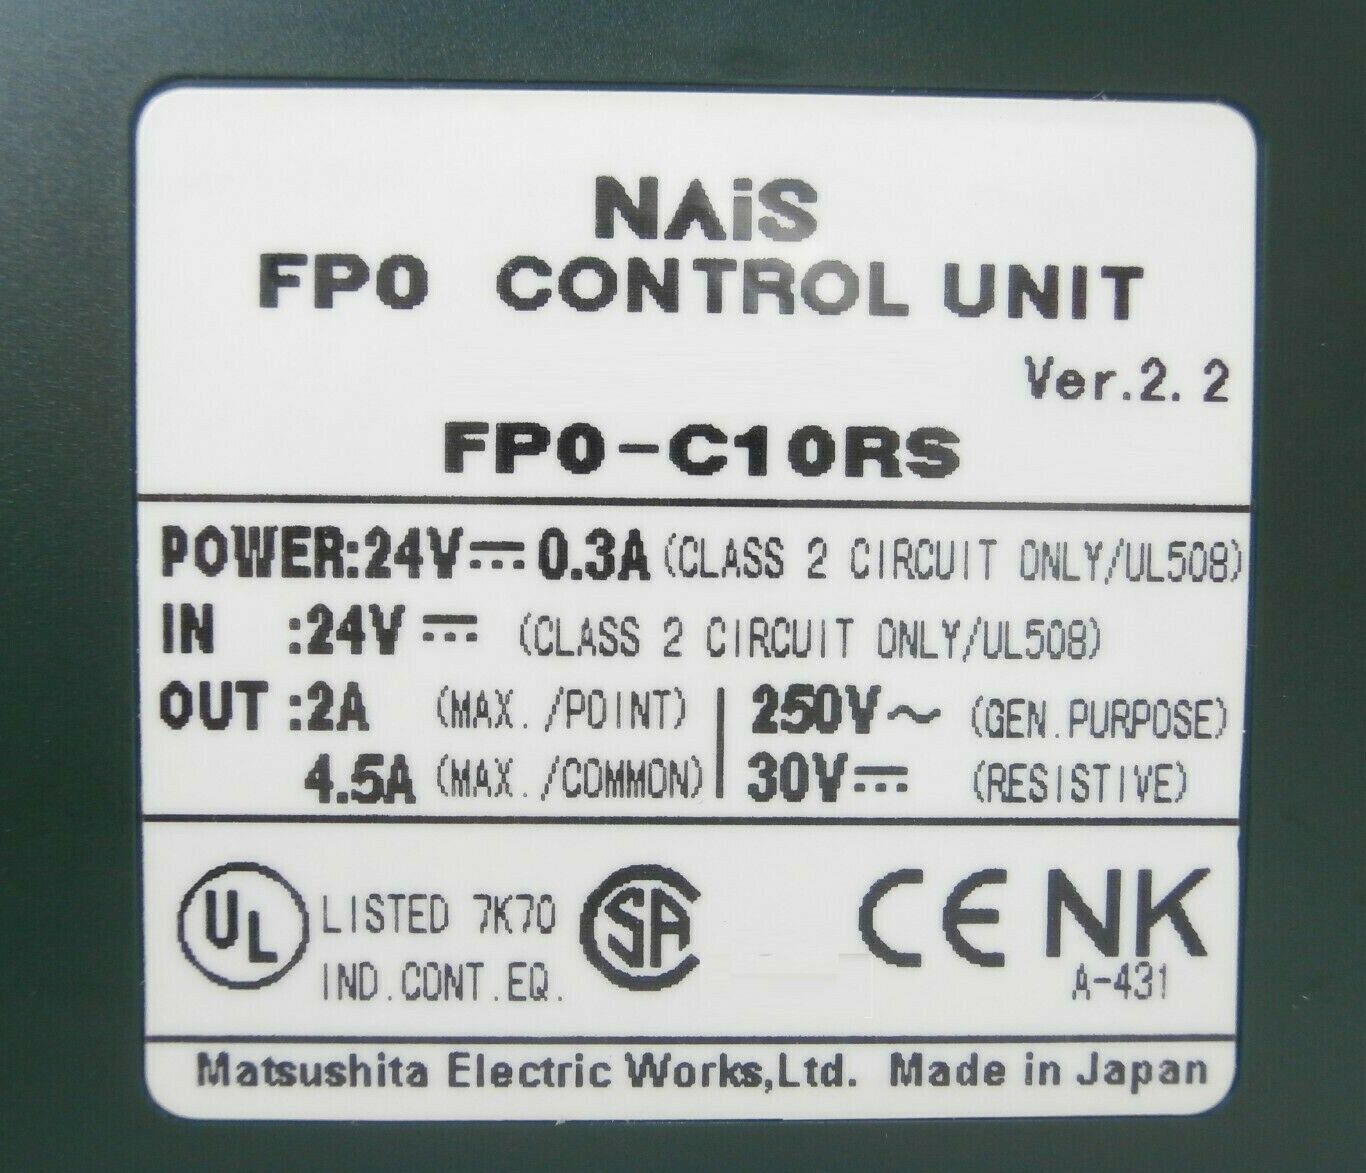 NAiS
FP0 CONTROL UNIT
Ver.2.2
FP0-C10RS
POWER:24V⎓0.3A (CLASS 2 CIRCUIT ONLY/UL508)
IN :24V⎓ (CLASS 2 CIRCUIT ONLY/UL508)
OUT :2A (MAX./POINT) | 250V~ (GEN.PURPOSE)
4.5A (MAX./COMMON) | 30V⎓ (RESISTIVE)
UL LISTED 7K70 SA CE NK
IND.CONT.EQ. A-431
Matsushita Electric Works,Ltd. Made in Japan